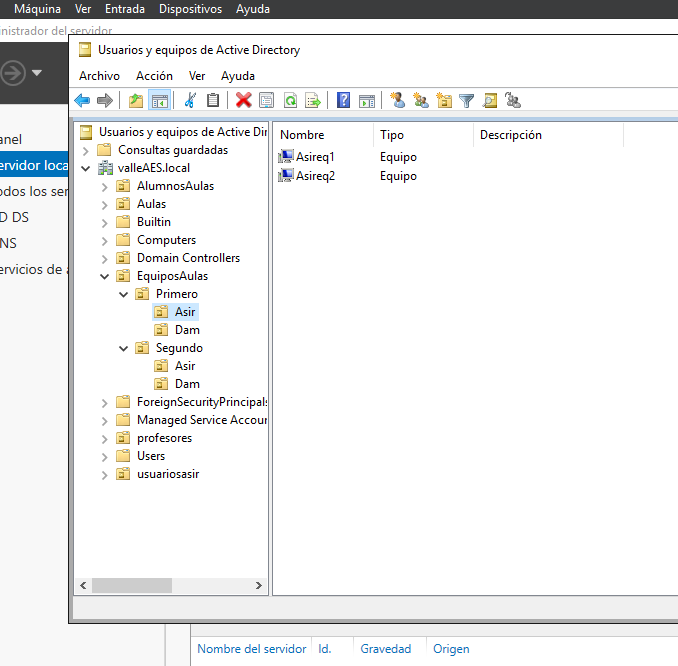 Máquina Ver Entrada Dispositivos Ayuda
nistrador del servidor
Usuarios y equipos de Active Directory
Archivo Acción Ver Ayuda
anel
ervidor loca
odos los ser
D DS
NS
ervicios de a
Usuarios y equipos de Active Dir
Consultas guardadas
valleAES.local
AlumnosAulas
Aulas
Builtin
Computers
Domain Controllers
EquiposAulas
Primero
Asir
Dam
Segundo
Asir
Dam
ForeignSecurityPrincipals
Managed Service Accour
profesores
Users
usuariosasir
Nombre Tipo Descripción
Asireq1 Equipo
Asireq2 Equipo
Nombre del servidor Id. Gravedad Origen